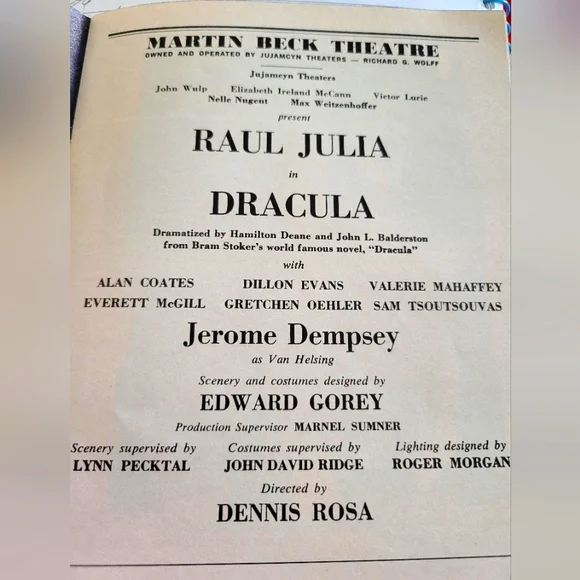 MARTIN BECK THEATRE
OWNED AND OPERATED BY JUJAMCYN THEATERS — RICHARD G. WOLFF
Jujamcyn Theaters
John Wulp Elizabeth Ireland McCann Victor Lurie
Nelle Nugent Max Weitzenhoffer
present
RAUL JULIA
in
DRACULA
Dramatized by Hamilton Deane and John L. Balderston
from Bram Stoker's world famous novel, "Dracula"
with
ALAN COATES DILLON EVANS VALERIE MAHAFFEY
EVERETT McGILL GRETCHEN OEHLER SAM TSOUTSOUVAS
Jerome Dempsey
as Van Helsing
Scenery and costumes designed by
EDWARD GOREY
Production Supervisor MARNEL SUMNER
Scenery supervised by Costumes supervised by Lighting designed by
LYNN PECKTAL JOHN DAVID RIDGE ROGER MORGAN
Directed by
DENNIS ROSA